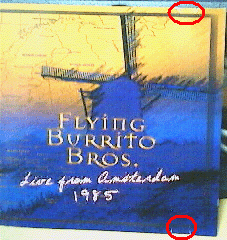 Flying
Burrito
Bros.
Live from Amsterdam
1985